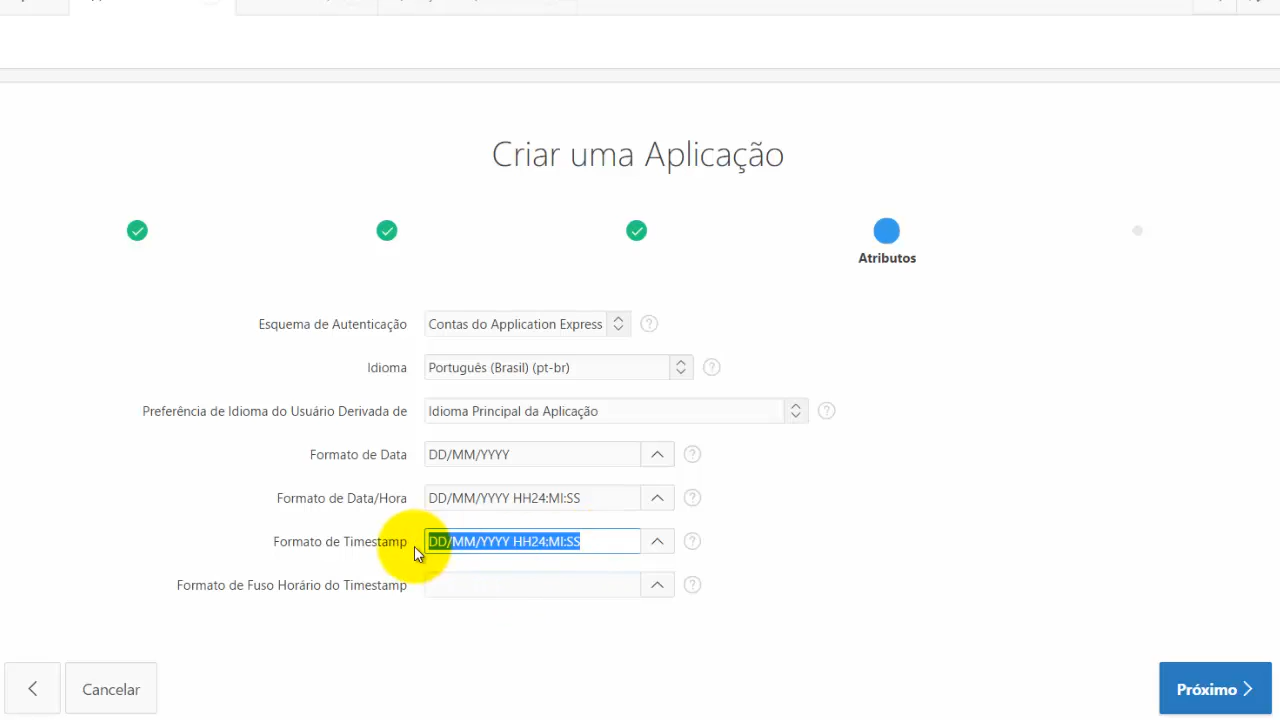 Criar uma Aplicação
Atributos
Esquema de Autenticação Contas do Application Express
Idioma Português (Brasil) (pt-br)
Preferência de Idioma do Usuário Derivada de Idioma Principal da Aplicação
Formato de Data DD/MM/YYYY
Formato de Data/Hora DD/MM/YYYY HH24:MI:SS
Formato de Timestamp DD/MM/YYYY HH24:MI:SS
Formato de Fuso Horário do Timestamp
Cancelar Próximo